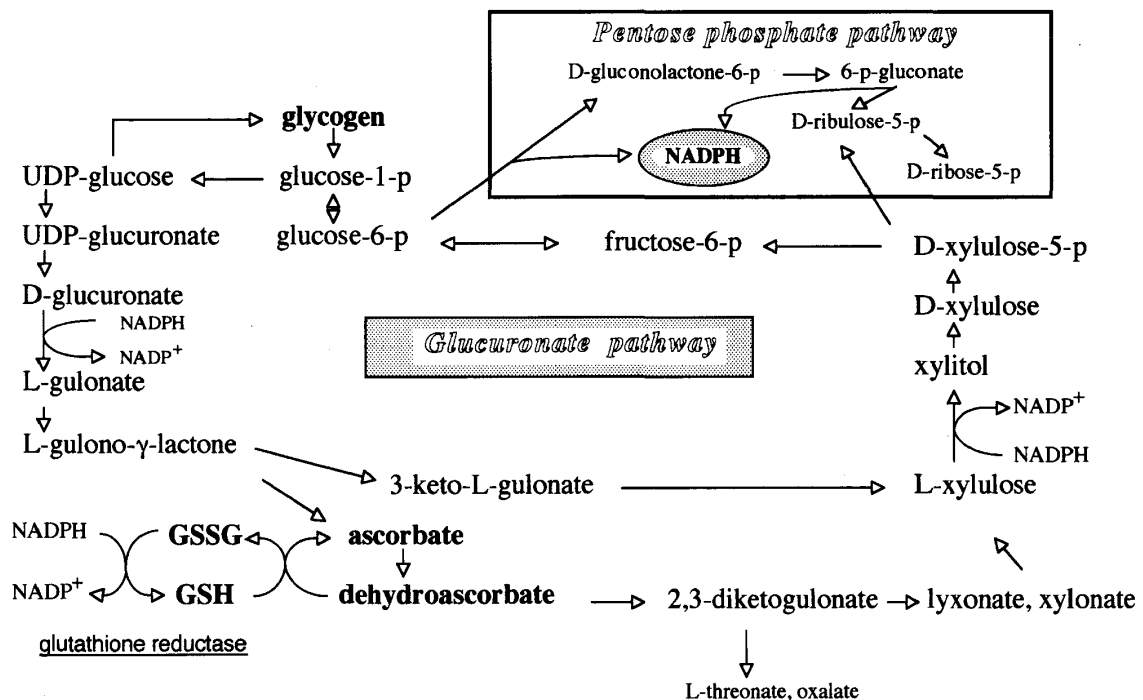 Pentose phosphate pathway
D-gluconolactone-6-p
6-p-gluconate
D-ribulose-5-p
NADPH
D-ribose-5-p
glycogen
UDP-glucose
glucose-1-p
UDP-glucuronate
glucose-6-p
fructose-6-p
D-xylulose-5-p
D-glucuronate
D-xylulose
NADPH
NADP+
Glucuronate pathway
L-gulonate
xylitol
NADP+
NADPH
L-gulono-γ-lactone
3-keto-L-gulonate
L-xylulose
NADPH
GSSG
ascorbate
NADP+
GSH
dehydroascorbate
2,3-diketogulonate
lyxonate, xylonate
glutathione reductase
L-threonate, oxalate